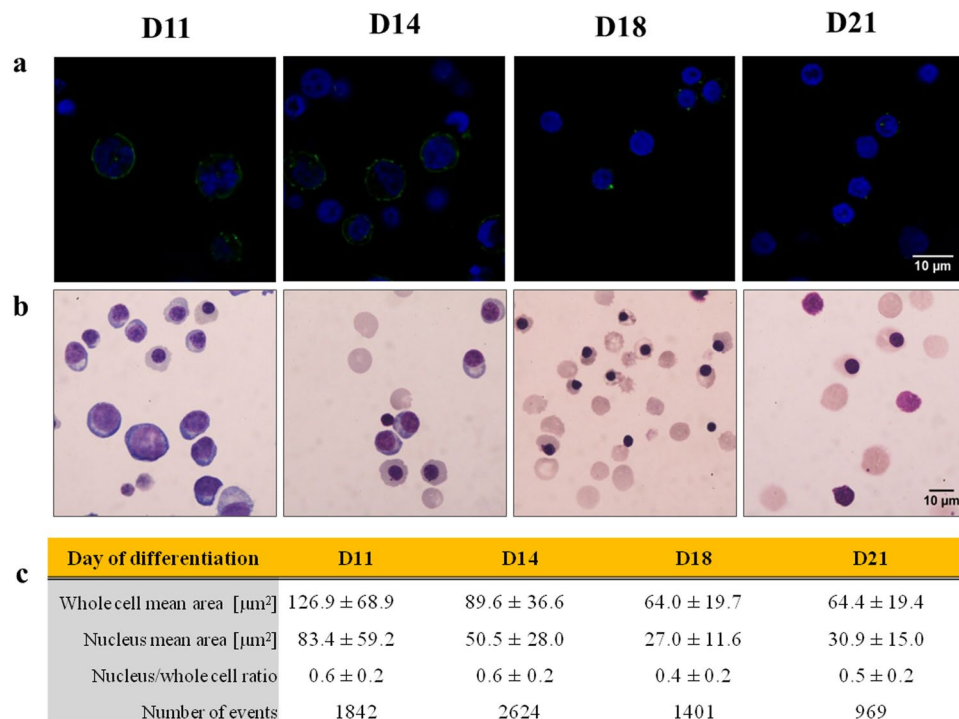 D11 D14 D18 D21
a
10 µm
b
10 µm
c
Day of differentiation D11 D14 D18 D21
Whole cell mean area [µm²] 126.9 ± 68.9 89.6 ± 36.6 64.0 ± 19.7 64.4 ± 19.4
Nucleus mean area [µm²] 83.4 ± 59.2 50.5 ± 28.0 27.0 ± 11.6 30.9 ± 15.0
Nucleus/whole cell ratio 0.6 ± 0.2 0.6 ± 0.2 0.4 ± 0.2 0.5 ± 0.2
Number of events 1842 2624 1401 969